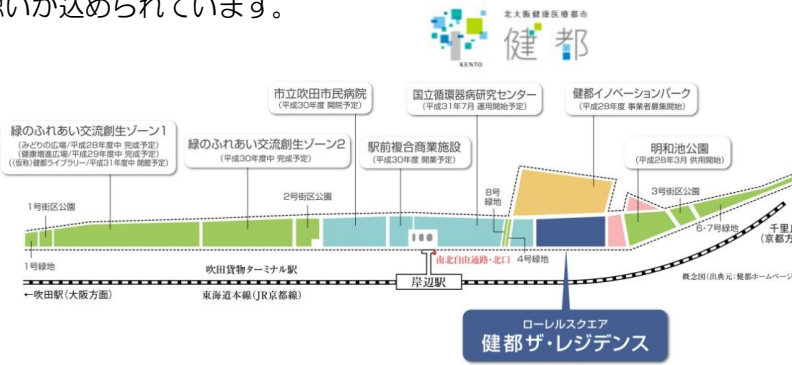 思いが込められています。
北大阪健康医療都市
健都
KENTO
市立吹田市民病院
(平成30年度 開院予定)
国立循環器病研究センター
(平成31年7月 運用開始予定)
健都イノベーションパーク
(平成28年度 事業者募集開始)
緑のふれあい交流創生ゾーン1
(みどりの広場/平成28年度中 完成予定)
(健康増進広場/平成29年度中 完成予定)
((仮称)健都ライブラリー/平成31年度中 開館予定)
緑のふれあい交流創生ゾーン2
(平成30年度中 完成予定)
駅前複合商業施設
(平成30年度 開業予定)
明和池公園
(平成28年3月 供用開始)
1号街区公園
2号街区公園
8号
緑地
3号街区公園
6・7号緑地
千里丘
(京都方
1号緑地
吹田貨物ターミナル駅
南北自由通路・北口
4号緑地
概念図(出典元:健都ホームページ
←吹田駅(大阪方面)
東海道本線(JR京都線)
岸辺駅
ローレルスクエア
健都ザ・レジデンス